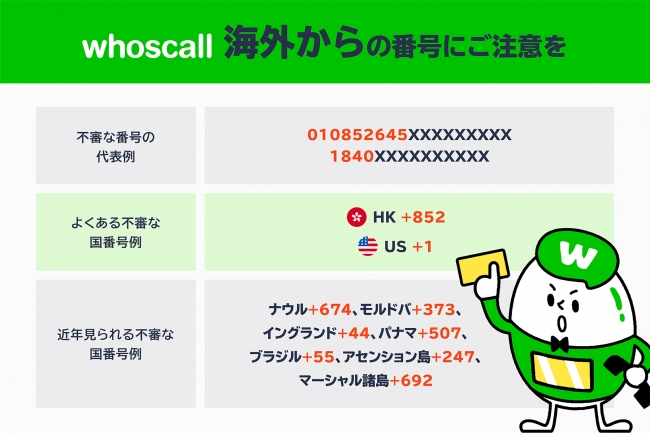 whoscall 海外からの番号にご注意を
不審な番号の
代表例
010852645XXXXXXXXX
1840XXXXXXXXXX
よくある不審な
国番号例
HK +852
US +1
近年見られる不審な
国番号例
ナウル+674、モルドバ+373、
イングランド+44、パナマ+507、
ブラジル+55、アセンション島+247、
マーシャル諸島+692
W